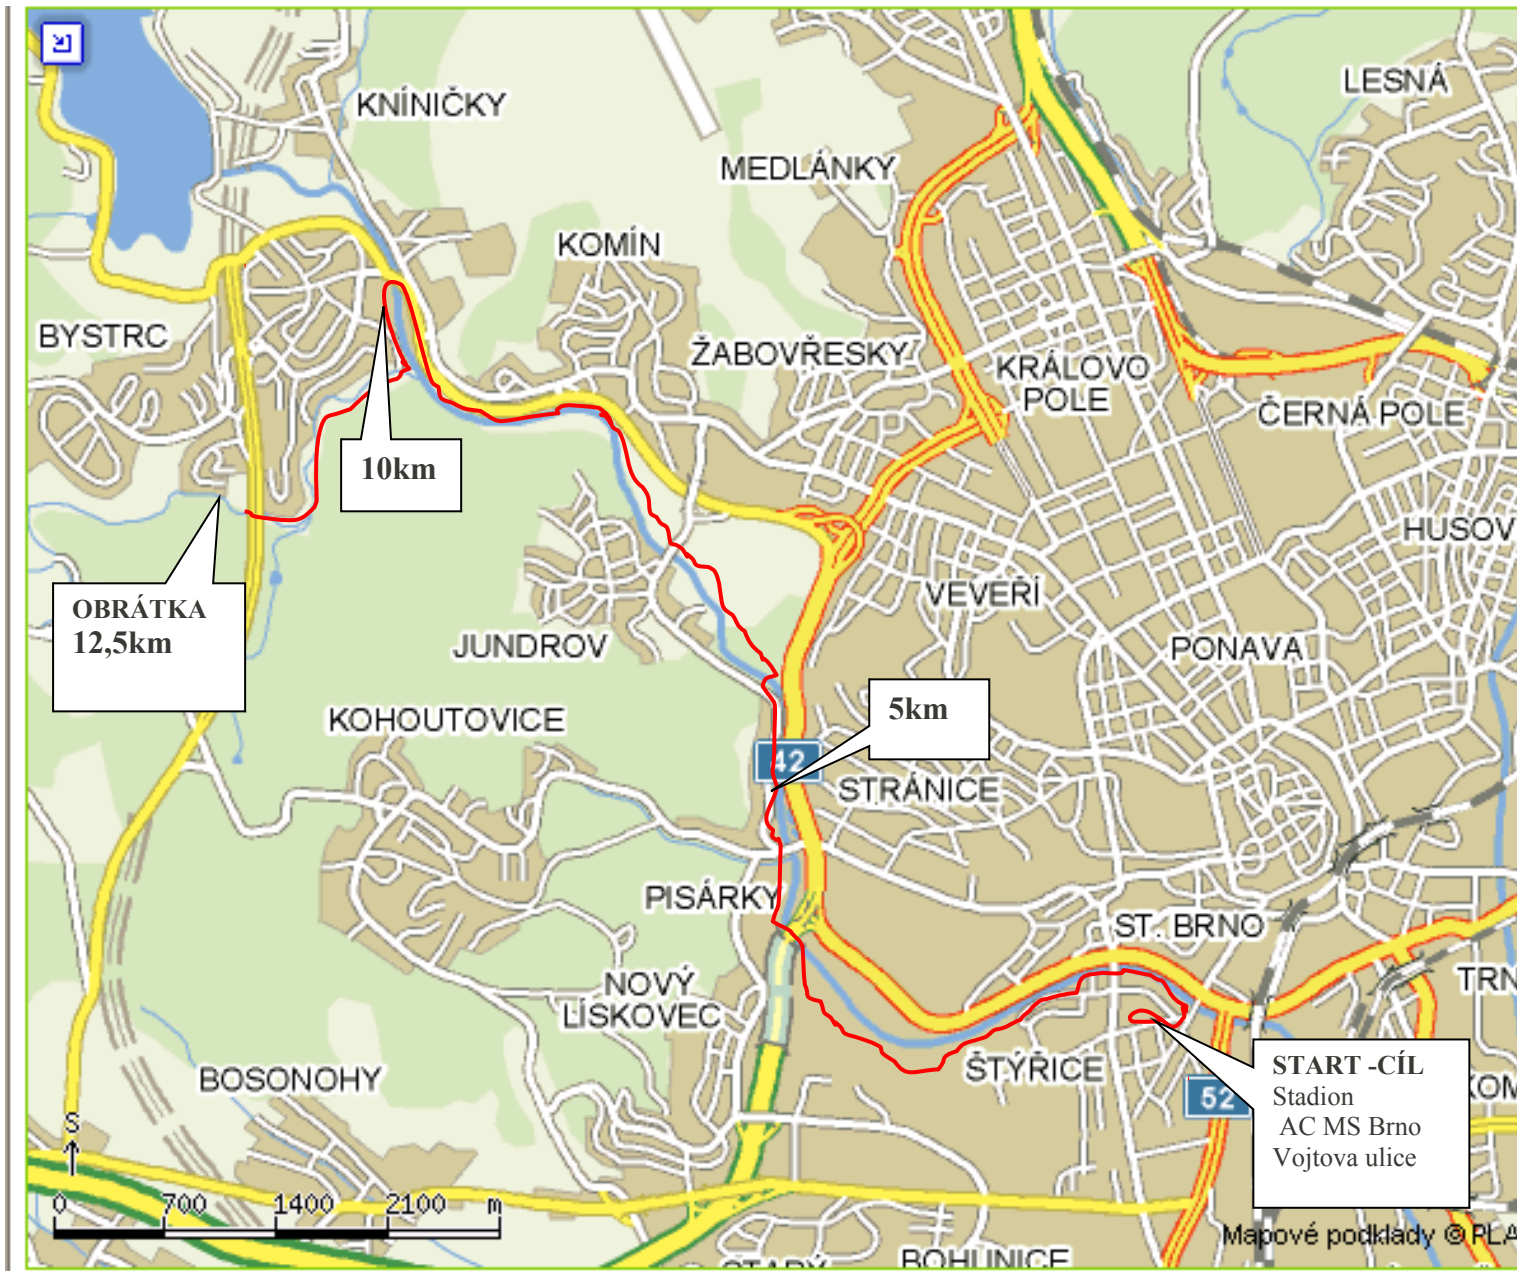 LESNÁ
KNÍNIČKY
MEDLÁNKY
KOMÍN
BYSTRC
ŽABOVŘESKY
KRÁLOVO
POLE
ČERNÁ POLE
10km
HUSOV
OBRÁTKA
12,5km
VEVEŘÍ
JUNDROV
PONAVA
KOHOUTOVICE
5km
42
STRÁNICE
PISÁRKY
ST. BRNO
NOVÝ
LÍSKOVEC
TRN
BOSONOHY
ŠTÝŘICE
52
START -CÍL
Stadion
AC MS Brno
Vojtova ulice
KOM
S
0 700 1400 2100 m
Mapové podklady © PLA
STARÝ
BOHUNICE